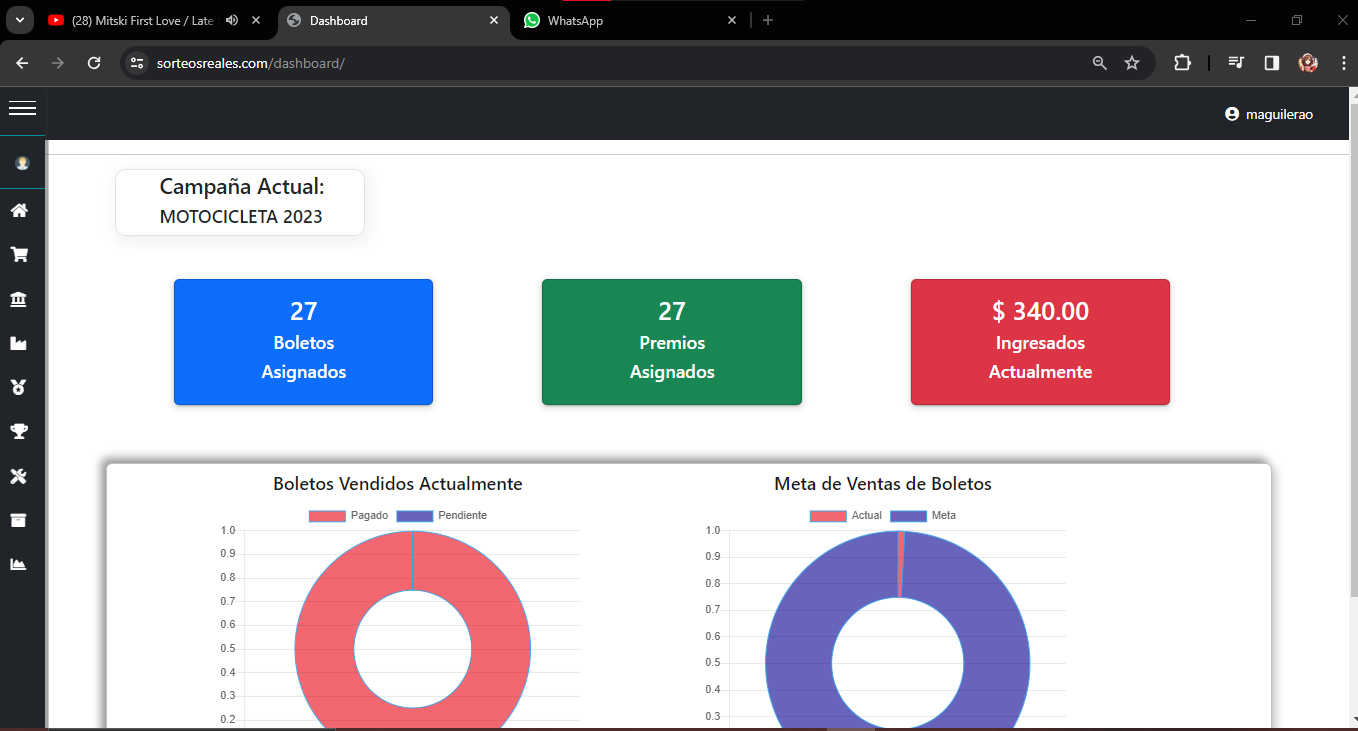 (28) Mitski First Love / Late
Dashboard
WhatsApp
sorteosreales.com/dashboard/
maguilerao
Campaña Actual:
MOTOCICLETA 2023
27
Boletos
Asignados
27
Premios
Asignados
$ 340.00
Ingresados
Actualmente
Boletos Vendidos Actualmente
Pagado Pendiente
1.0
0.9
0.8
0.7
0.6
0.5
0.4
0.3
0.2
Meta de Ventas de Boletos
Actual Meta
1.0
0.9
0.8
0.7
0.6
0.5
0.4
0.3